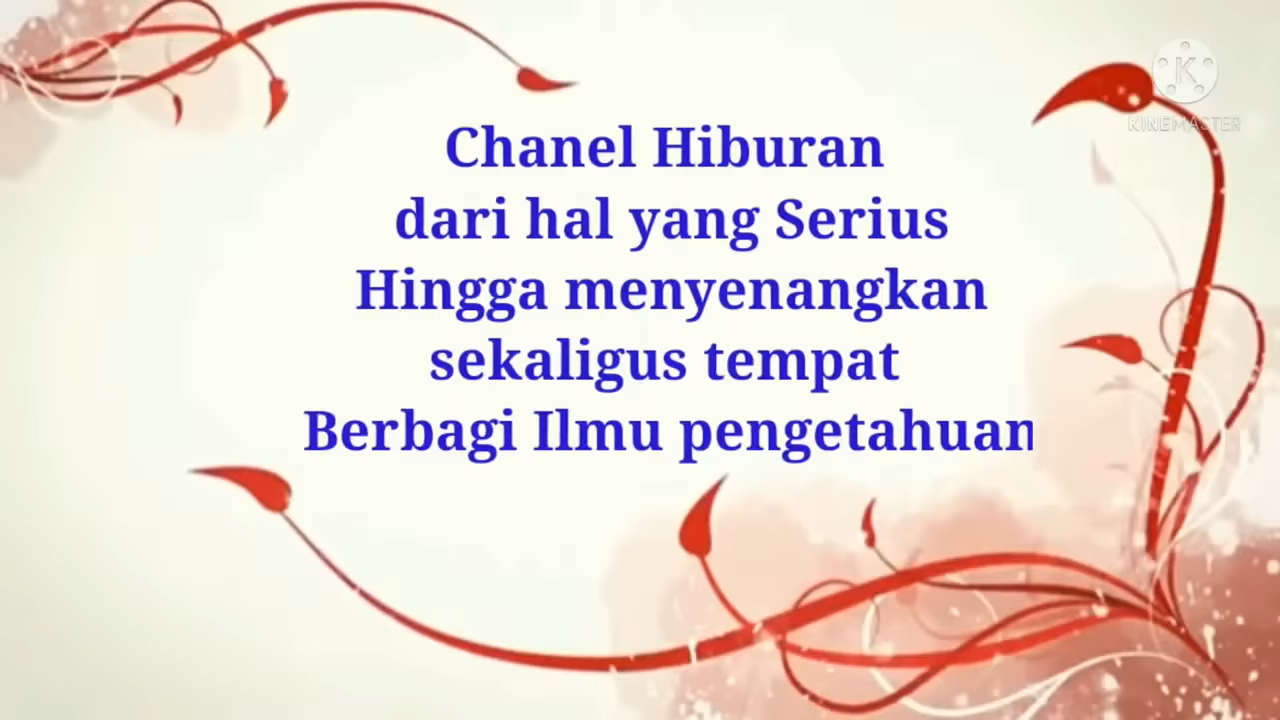 Chanel Hiburan
dari hal yang Serius
Hingga menyenangkan
sekaligus tempat
Berbagi Ilmu pengetahuan
K
KINEMASTER